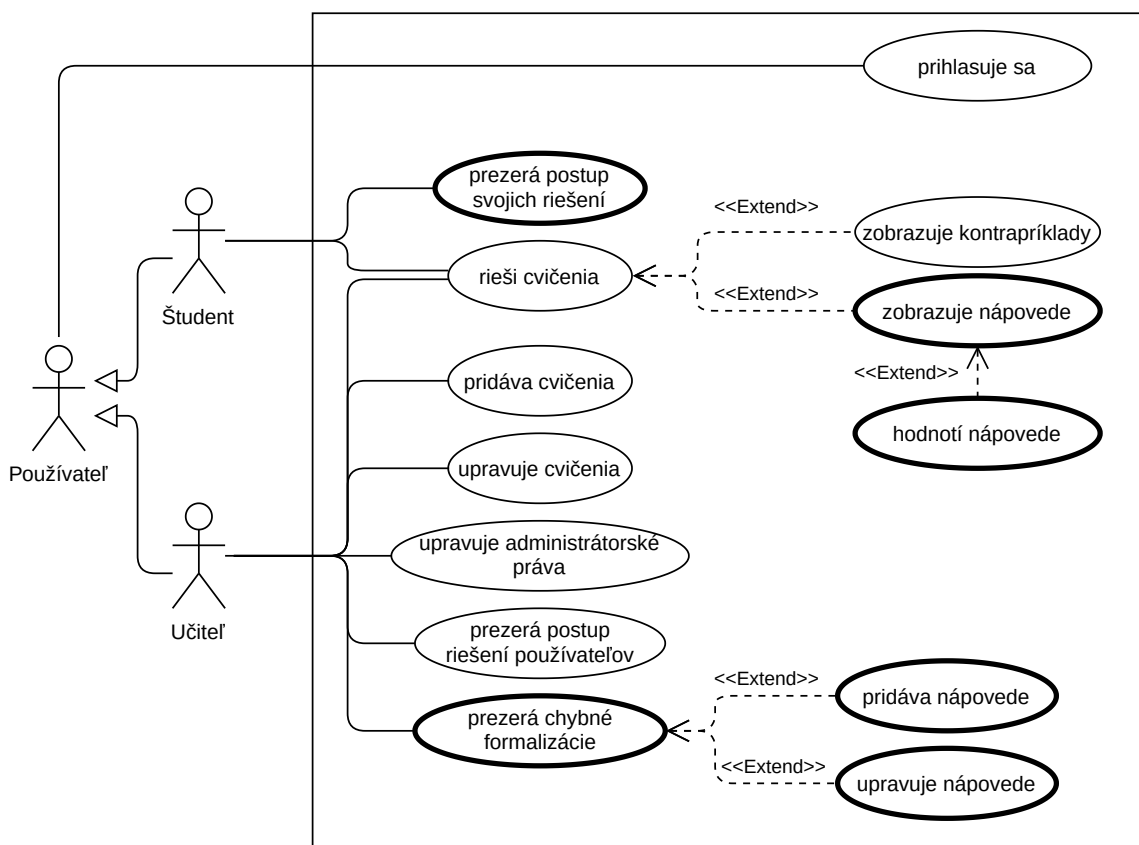 prihlasuje sa
prezerá postup
svojich riešení
<<Extend>>
zobrazuje kontrapríklady
rieši cvičenia
<<Extend>>
zobrazuje nápovede
Študent
<<Extend>>
pridáva cvičenia
hodnotí nápovede
Používateľ
upravuje cvičenia
upravuje administrátorské
práva
Učiteľ
prezerá postup
riešení používateľov
<<Extend>>
pridáva nápovede
prezerá chybné
formalizácie
<<Extend>>
upravuje nápovede